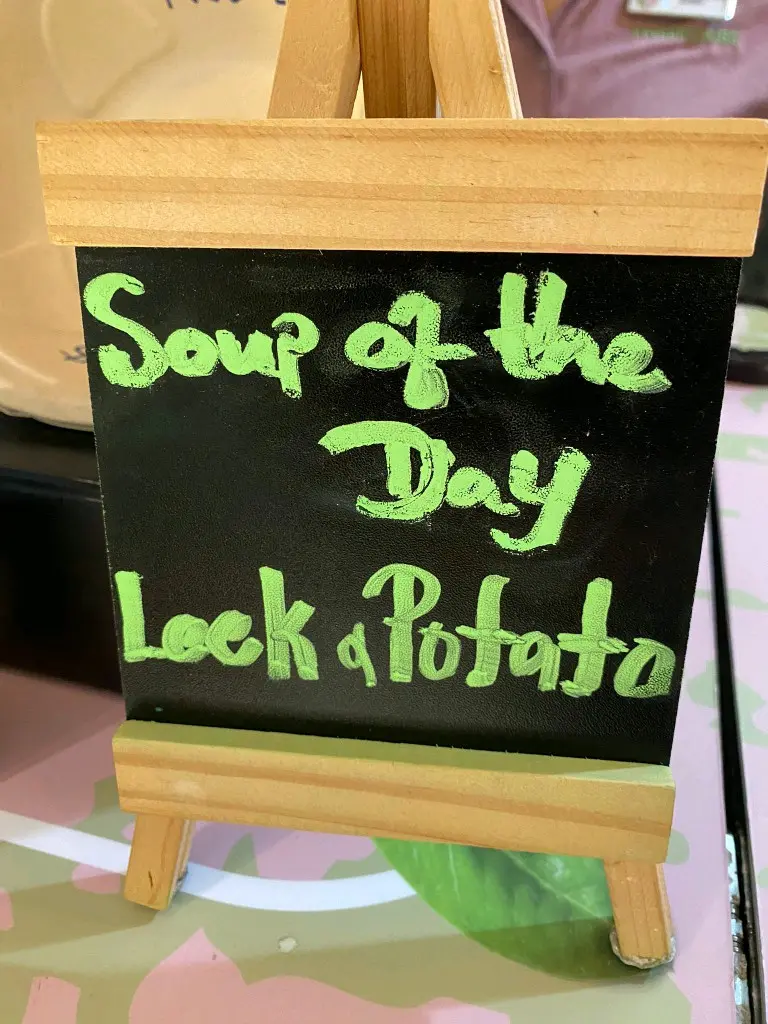 Soup of the
Day
Leek & Potato